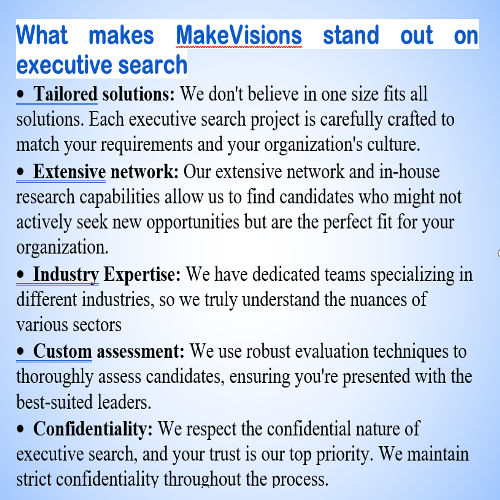 What makes MakeVisions stand out on
executive search
• Tailored solutions: We don't believe in one size fits all
solutions. Each executive search project is carefully crafted to
match your requirements and your organization's culture.
• Extensive network: Our extensive network and in-house
research capabilities allow us to find candidates who might not
actively seek new opportunities but are the perfect fit for your
organization.
• Industry Expertise: We have dedicated teams specializing in
different industries, so we truly understand the nuances of
various sectors
• Custom assessment: We use robust evaluation techniques to
thoroughly assess candidates, ensuring you're presented with the
best-suited leaders.
• Confidentiality: We respect the confidential nature of
executive search, and your trust is our top priority. We maintain
strict confidentiality throughout the process.